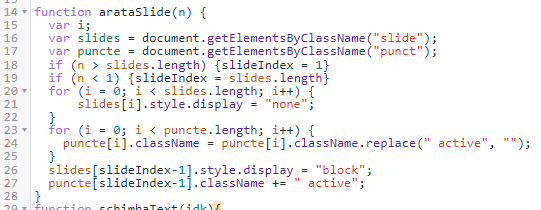 14 function arataSlide(n) {
15 var i;
16 var slides = document.getElementsByClassName("slide");
17 var puncte = document.getElementsByClassName("punct");
18 if (n > slides.length) {slideIndex = 1}
19 if (n < 1) {slideIndex = slides.length}
20 for (i = 0; i < slides.length; i++) {
21 slides[i].style.display = "none";
22 }
23 for (i = 0; i < puncte.length; i++) {
24 puncte[i].className = puncte[i].className.replace(" active", "");
25 }
26 slides[slideIndex-1].style.display = "block";
27 puncte[slideIndex-1].className += " active";
28 }
29 function schimbaText(idk){